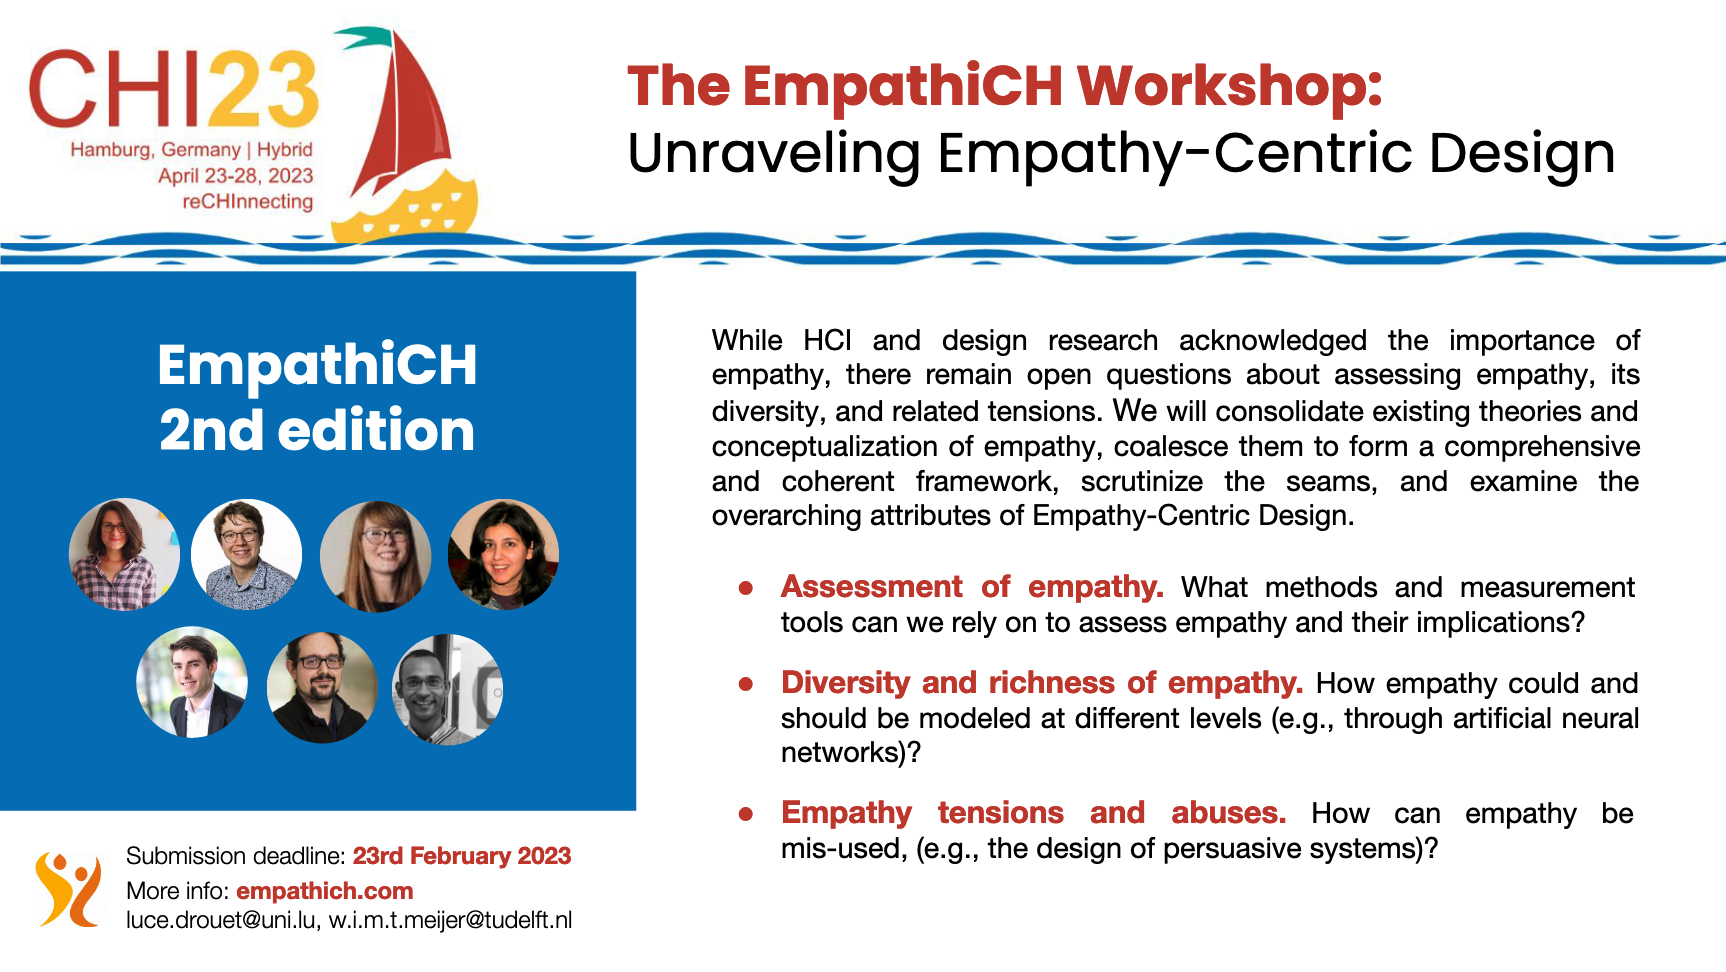 CHI23
Hamburg, Germany | Hybrid
April 23-28, 2023
reCHInnecting
The EmpathiCH Workshop:
Unraveling Empathy-Centric Design
EmpathiCH
2nd edition
While HCI and design research acknowledged the importance of
empathy, there remain open questions about assessing empathy, its
diversity, and related tensions. We will consolidate existing theories and
conceptualization of empathy, coalesce them to form a comprehensive
and coherent framework, scrutinize the seams, and examine the
overarching attributes of Empathy-Centric Design.
● Assessment of empathy. What methods and measurement
tools can we rely on to assess empathy and their implications?
● Diversity and richness of empathy. How empathy could and
should be modeled at different levels (e.g., through artificial neural
networks)?
● Empathy tensions and abuses. How can empathy be
mis-used, (e.g., the design of persuasive systems)?
Submission deadline: 23rd February 2023
More info: empathich.com
luce.drouet@uni.lu, w.i.m.t.meijer@tudelft.nl